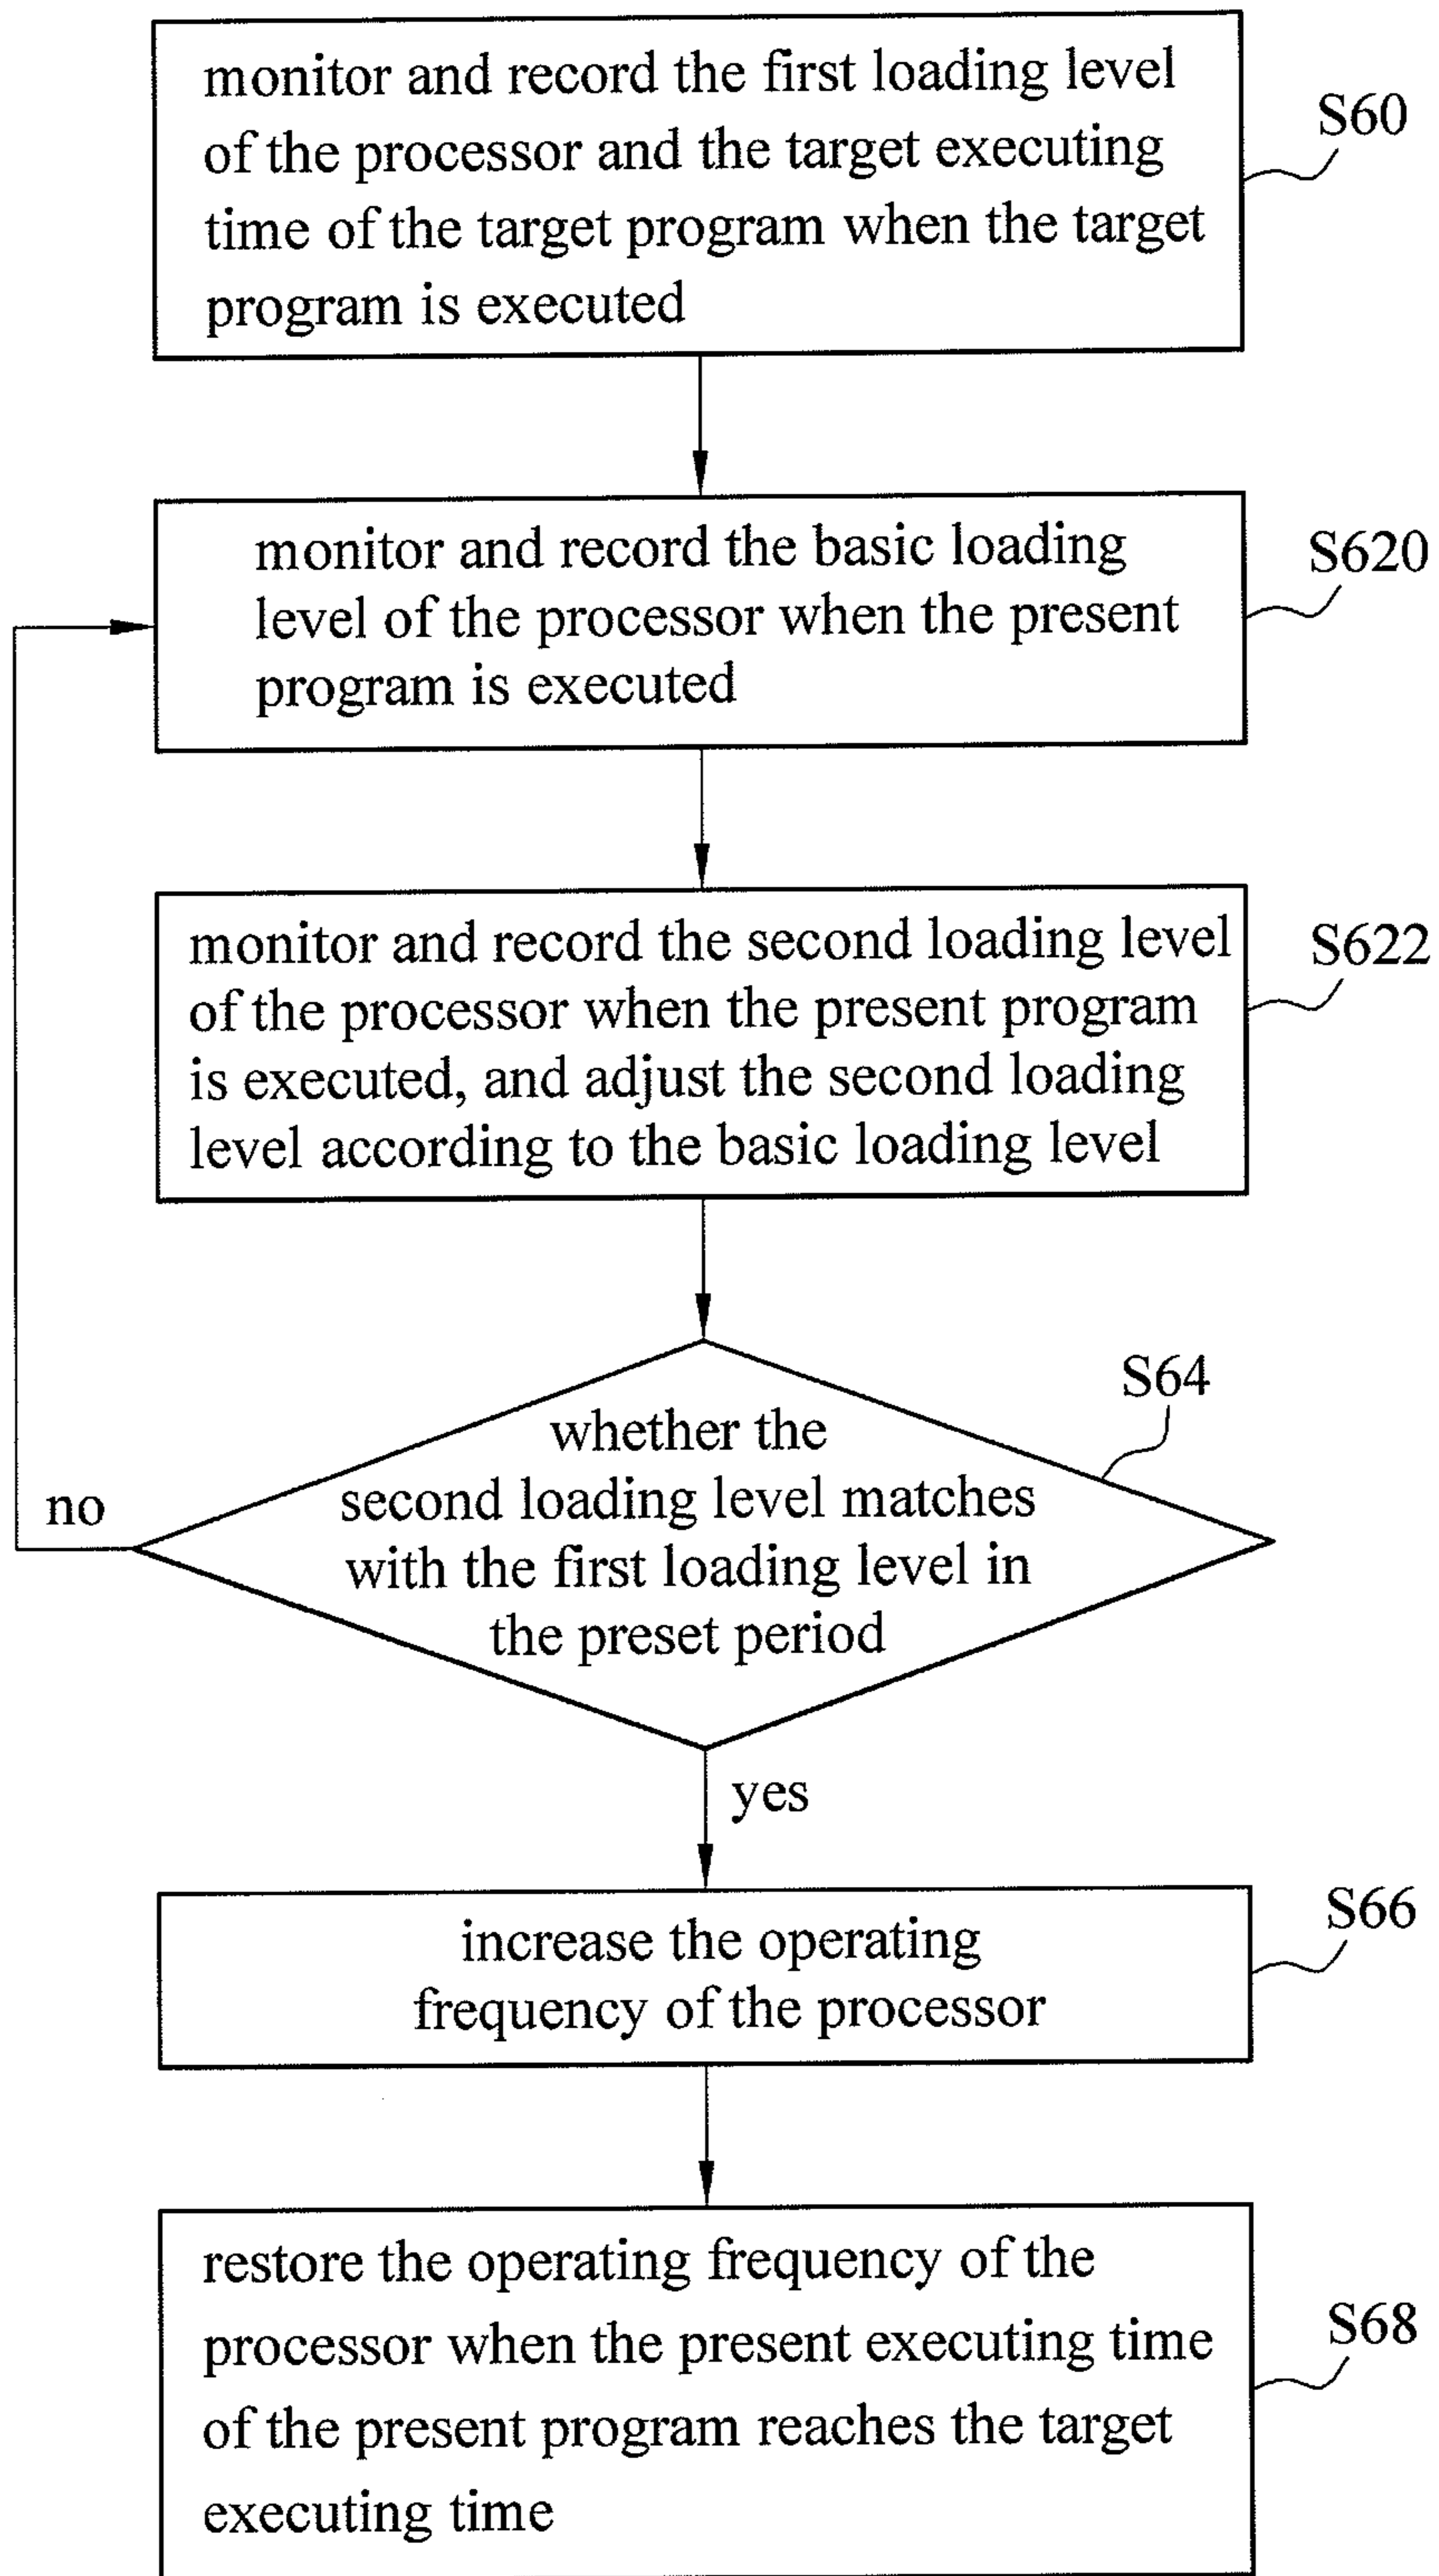 monitor and record the first loading level
of the processor and the target executing
time of the target program when the target
program is executed
S60
monitor and record the basic loading
level of the processor when the present
program is executed
S620
monitor and record the second loading level
of the processor when the present program
is executed, and adjust the second loading
level according to the basic loading level
S622
whether the
second loading level matches
with the first loading level in
the preset period
S64
no
yes
increase the operating
frequency of the processor
S66
restore the operating frequency of the
processor when the present executing time
of the present program reaches the target
executing time
S68